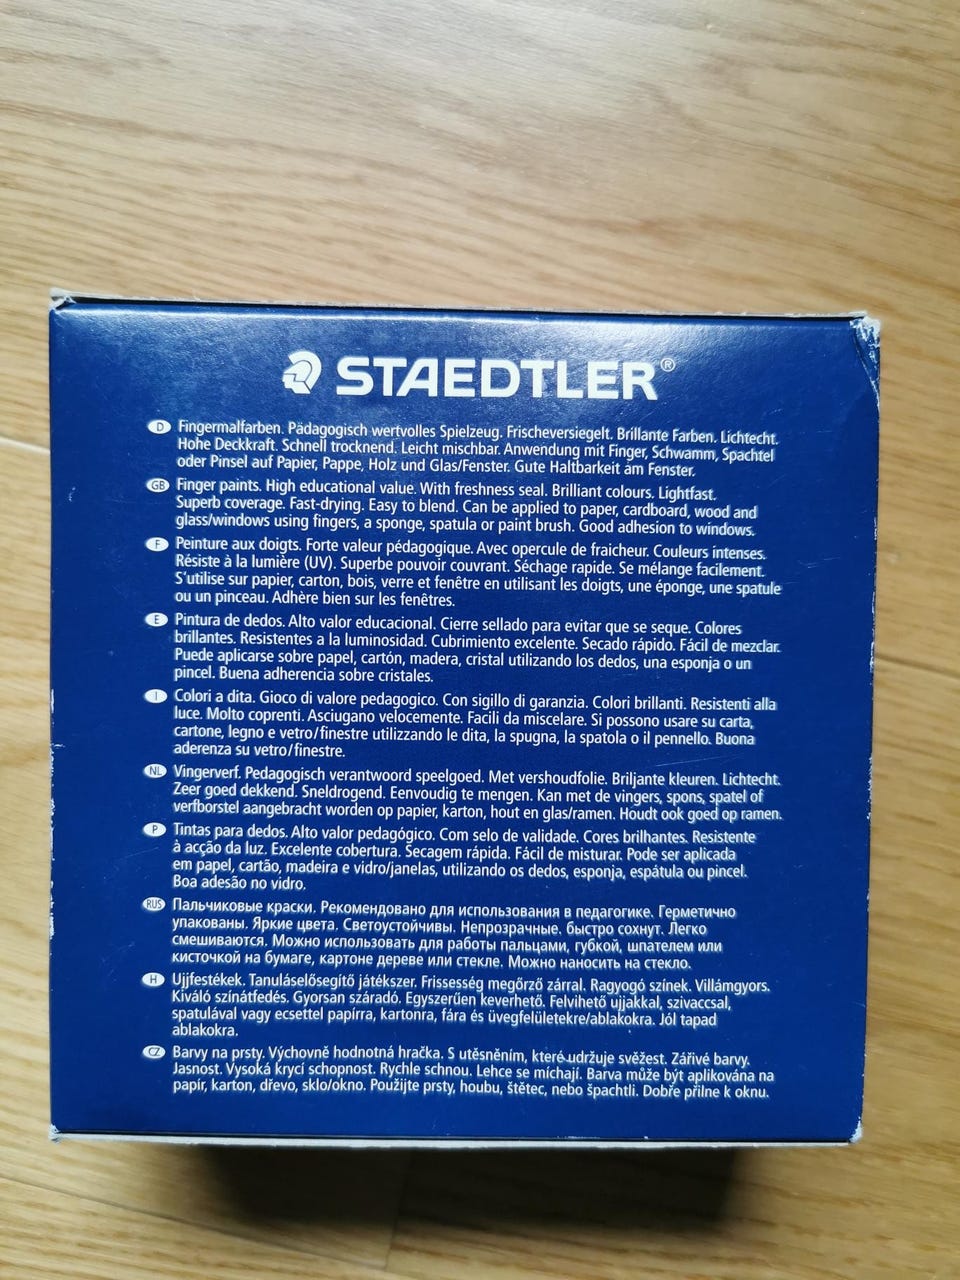 STAEDTLER®
D Fingermalfarben. Pädagogisch wertvolles Spielzeug. Frischeversiegelt. Brillante Farben. Lichtecht.
Hohe Deckkraft. Schnell trocknend. Leicht mischbar. Anwendung mit Finger, Schwamm, Spachtel
oder Pinsel auf Papier, Pappe, Holz und Glas/Fenster. Gute Haltbarkeit am Fenster.
GB Finger paints. High educational value. With freshness seal. Brilliant colours. Lightfast.
Superb coverage. Fast-drying. Easy to blend. Can be applied to paper, cardboard, wood and
glass/windows using fingers, a sponge, spatula or paint brush. Good adhesion to windows.
F Peinture aux doigts. Forte valeur pédagogique. Avec opercule de fraicheur. Couleurs intenses.
Résiste à la lumière (UV). Superbe pouvoir couvrant. Séchage rapide. Se mélange facilement.
S'utilise sur papier, carton, bois, verre et fenêtre en utilisant les doigts, une éponge, une spatule
ou un pinceau. Adhère bien sur les fenêtres.
E Pintura de dedos. Alto valor educacional. Cierre sellado para evitar que se seque. Colores
brillantes. Resistentes a la luminosidad. Cubrimiento excelente. Secado rápido. Fácil de mezclar.
Puede aplicarse sobre papel, cartón, madera, cristal utilizando los dedos, una esponja o un
pincel. Buena adherencia sobre cristales.
I Colori a dita. Gioco di valore pedagogico. Con sigillo di garanzia. Colori brillanti. Resistenti alla
luce. Molto coprenti. Asciugano velocemente. Facili da miscelare. Si possono usare su carta,
cartone, legno e vetro/finestre utilizzando le dita, la spugna, la spatola o il pennello. Buona
aderenza su vetro/finestre.
NL Vingerverf. Pedagogisch verantwoord speelgoed. Met vershoudfolie. Briljante kleuren. Lichtecht.
Zeer goed dekkend. Sneldrogend. Eenvoudig te mengen. Kan met de vingers, spons, spatel of
verfborstel aangebracht worden op papier, karton, hout en glas/ramen. Houdt ook goed op ramen.
P Tintas para dedos. Alto valor pedagógico. Com selo de validade. Cores brilhantes. Resistente
à acção da luz. Excelente cobertura. Secagem rápida. Fácil de misturar. Pode ser aplicada
em papel, cartão, madeira e vidro/janelas, utilizando os dedos, esponja, espátula ou pincel.
Boa adesão no vidro.
RUS Пальчиковые краски. Рекомендовано для использования в педагогике. Герметично
упакованы. Яркие цвета. Светоустойчивы. Непрозрачные, быстро сохнут. Легко
смешиваются. Можно использовать для работы пальцами, губкой, шпателем или
кисточкой на бумаге, картоне дереве или стекле. Можно наносить на стекло.
H Ujjfestékek. Tanuláselősegítő játékszer. Frissesség megőrző zárral. Ragyogó színek. Villámgyors.
Kiváló színátfedés. Gyorsan száradó. Egyszerűen keverhető. Felvihető ujjakkal, szivaccsal,
spatulával vagy ecsettel papírra, kartonra, fára és üvegfelületekre/ablakokra. Jól tapad
ablakokra.
CZ Barvy na prsty. Výchovně hodnotná hračka. S utěsněním, které udržuje svěžest. Zářivé barvy.
Jasnost. Vysoká krycí schopnost. Rychle schnou. Lehce se míchají. Barva může být aplikována na
papír, karton, dřevo, sklo/okno. Použijte prsty, houbu, štětec, nebo špachtli. Dobře přilne k oknu.